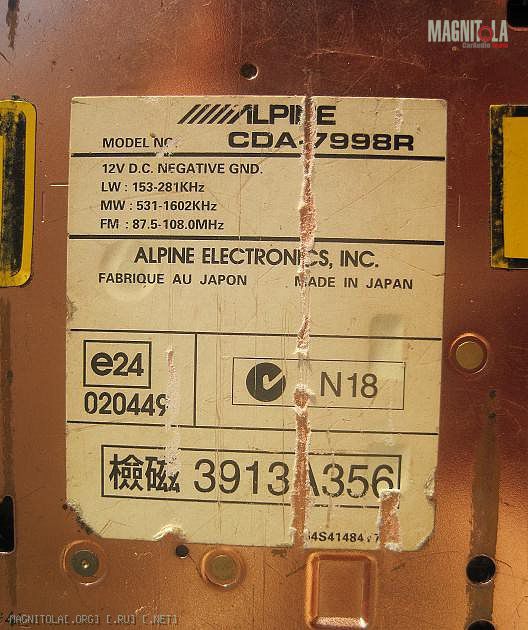 MAGNITOLA
CarAudio
ALPINE
MODEL NO. CDA-7998R
12V D.C. NEGATIVE GND.
LW : 153-281KHz
MW : 531-1602KHz
FM : 87.5-108.0MHz
ALPINE ELECTRONICS, INC.
FABRIQUE AU JAPON MADE IN JAPAN
e24
020449
N18
檢磁 3913A356
MAGNITOLA[.ORG] [.RU] [.NET]